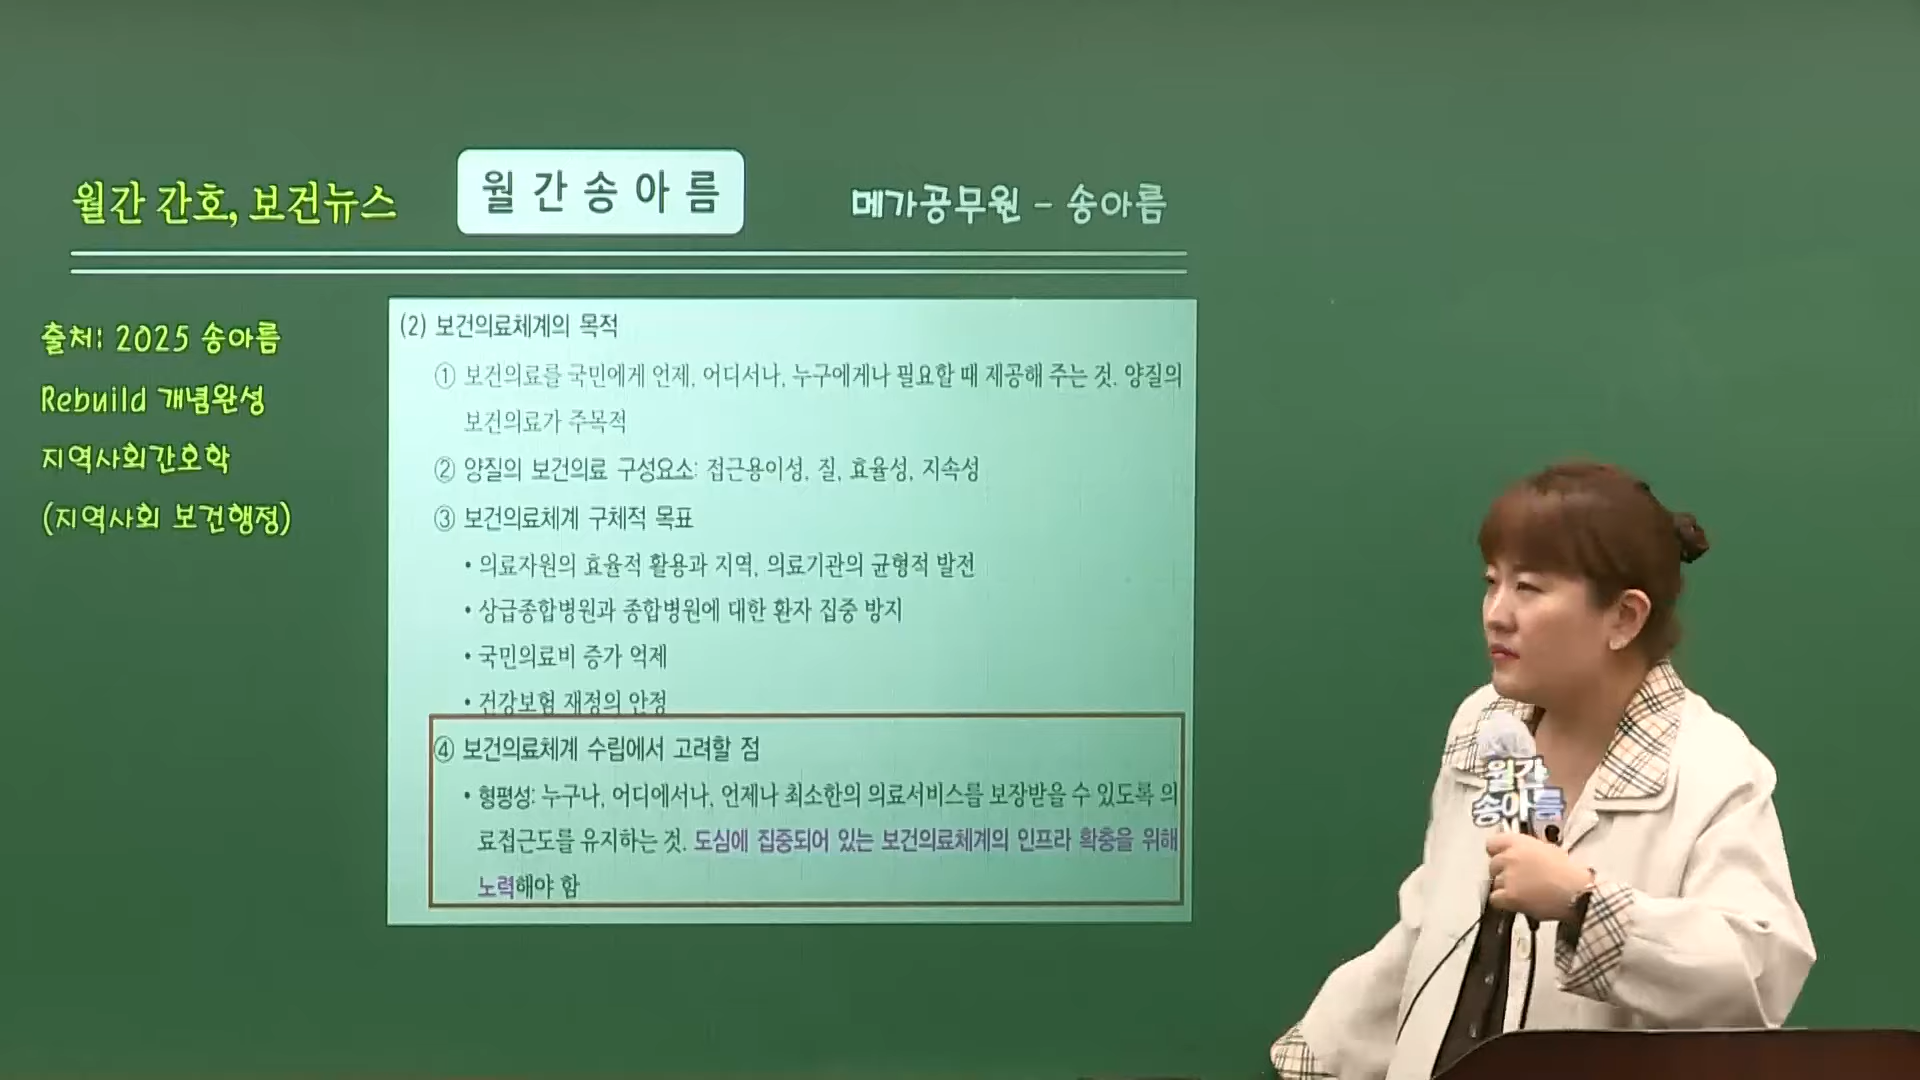 월간 간호, 보건뉴스
월간송아름
메가공무원 - 송아름
출처: 2025 송아름
Rebuild 개념완성
지역사회간호학
(지역사회 보건행정)
(2) 보건의료체계의 목적
① 보건의료를 국민에게 언제, 어디서나, 누구에게나 필요할 때 제공해 주는 것. 양질의
보건의료가 주목적
② 양질의 보건의료 구성요소: 접근용이성, 질, 효율성, 지속성
③ 보건의료체계 구체적 목표
• 의료자원의 효율적 활용과 지역, 의료기관의 균형적 발전
• 상급종합병원과 종합병원에 대한 환자 집중 방지
• 국민의료비 증가 억제
• 건강보험 재정의 안정
④ 보건의료체계 수립에서 고려할 점
• 형평성: 누구나, 어디에서나, 언제나 최소한의 의료서비스를 보장받을 수 있도록 의
료접근도를 유지하는 것. 도심에 집중되어 있는 보건의료체계의 인프라 확충을 위해
노력해야 함
월간
송아름